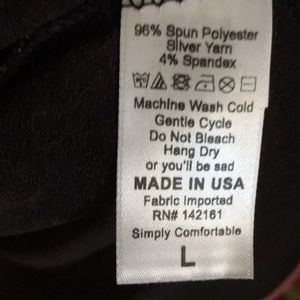 96% Spun Polyester
Silver Yarn
4% Spandex
Machine Wash Cold
Gentle Cycle
Do Not Bleach
Hang Dry
or you'll be sad
MADE IN USA
Fabric Imported
RN# 142161
Simply Comfortable
L